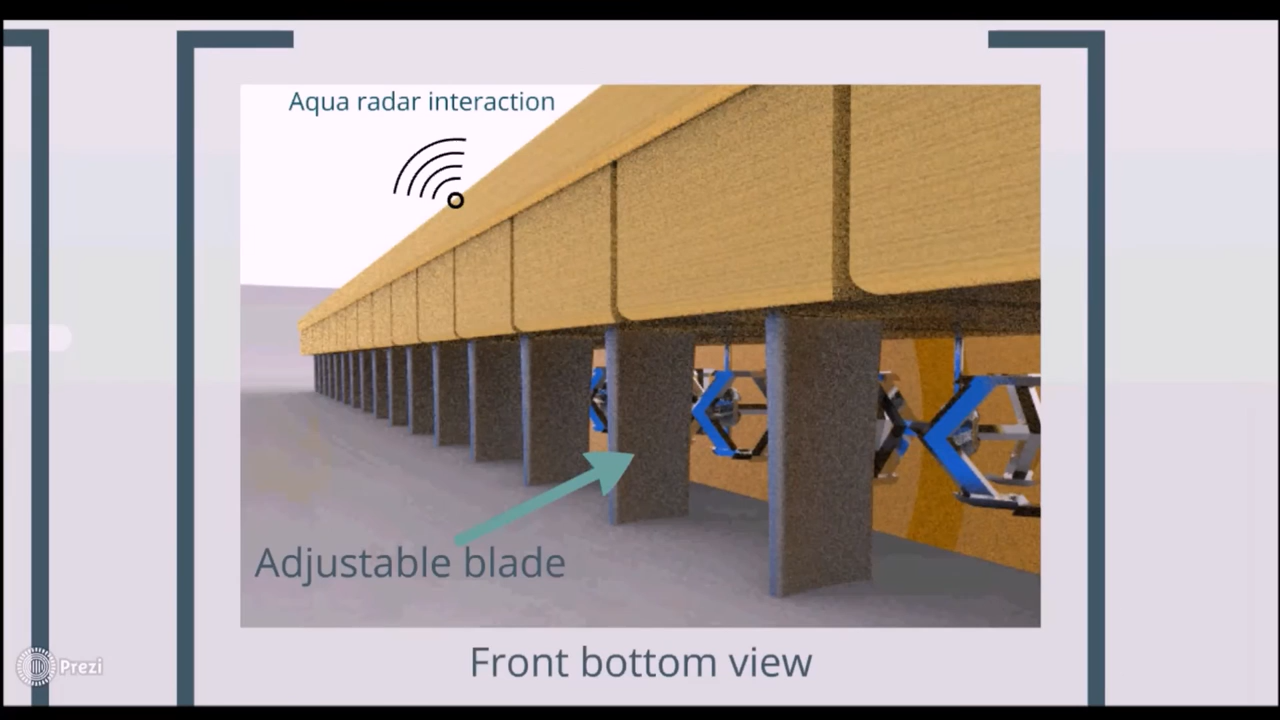 Aqua radar interaction
Adjustable blade
Front bottom view
Prezi